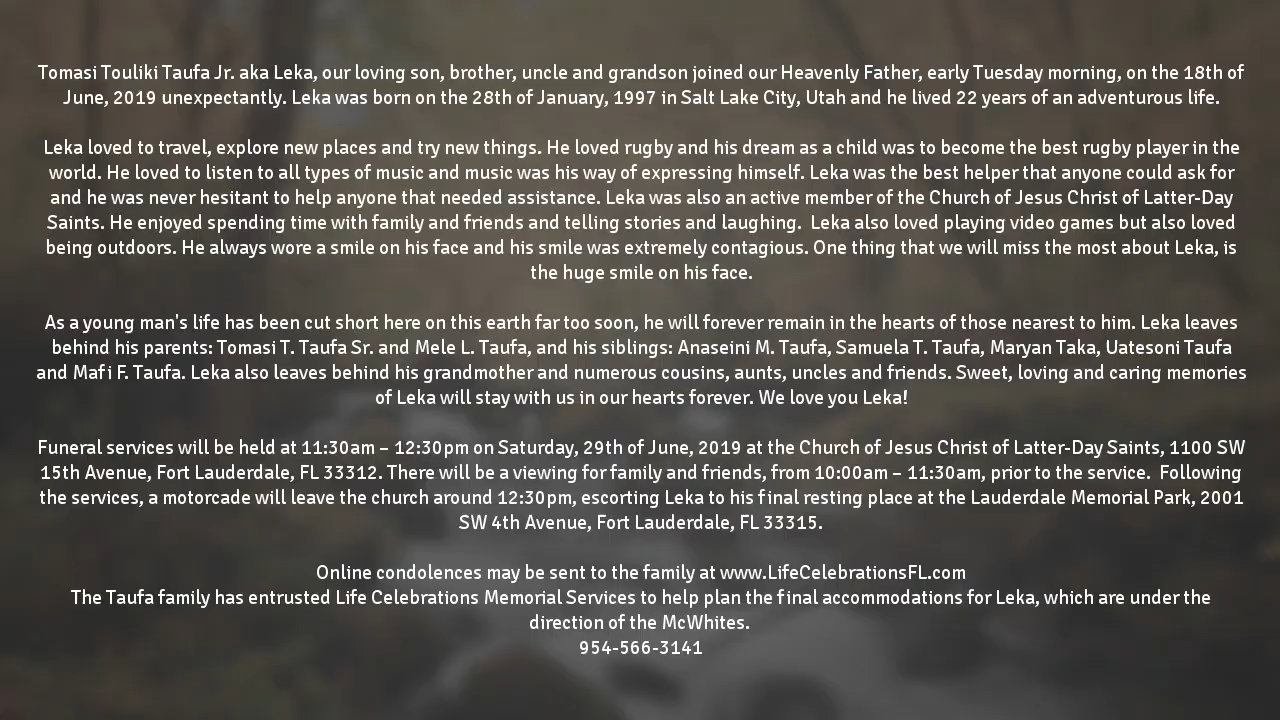 Tomasi Touliki Taufa Jr. aka Leka, our loving son, brother, uncle and grandson joined our Heavenly Father, early Tuesday morning, on the 18th of
June, 2019 unexpectantly. Leka was born on the 28th of January, 1997 in Salt Lake City, Utah and he lived 22 years of an adventurous life.
Leka loved to travel, explore new places and try new things. He loved rugby and his dream as a child was to become the best rugby player in the
world. He loved to listen to all types of music and music was his way of expressing himself. Leka was the best helper that anyone could ask for
and he was never hesitant to help anyone that needed assistance. Leka was also an active member of the Church of Jesus Christ of Latter-Day
Saints. He enjoyed spending time with family and friends and telling stories and laughing.  Leka also loved playing video games but also loved
being outdoors. He always wore a smile on his face and his smile was extremely contagious. One thing that we will miss the most about Leka, is
the huge smile on his face.
As a young man's life has been cut short here on this earth far too soon, he will forever remain in the hearts of those nearest to him. Leka leaves
behind his parents: Tomasi T. Taufa Sr. and Mele L. Taufa, and his siblings: Anaseini M. Taufa, Samuela T. Taufa, Maryan Taka, Uatesoni Taufa
and Mafi F. Taufa. Leka also leaves behind his grandmother and numerous cousins, aunts, uncles and friends. Sweet, loving and caring memories
of Leka will stay with us in our hearts forever. We love you Leka!
Funeral services will be held at 11:30am – 12:30pm on Saturday, 29th of June, 2019 at the Church of Jesus Christ of Latter-Day Saints, 1100 SW
15th Avenue, Fort Lauderdale, FL 33312. There will be a viewing for family and friends, from 10:00am – 11:30am, prior to the service.  Following
the services, a motorcade will leave the church around 12:30pm, escorting Leka to his final resting place at the Lauderdale Memorial Park, 2001
SW 4th Avenue, Fort Lauderdale, FL 33315.
Online condolences may be sent to the family at www.LifeCelebrationsFL.com
The Taufa family has entrusted Life Celebrations Memorial Services to help plan the final accommodations for Leka, which are under the
direction of the McWhites.
954-566-3141